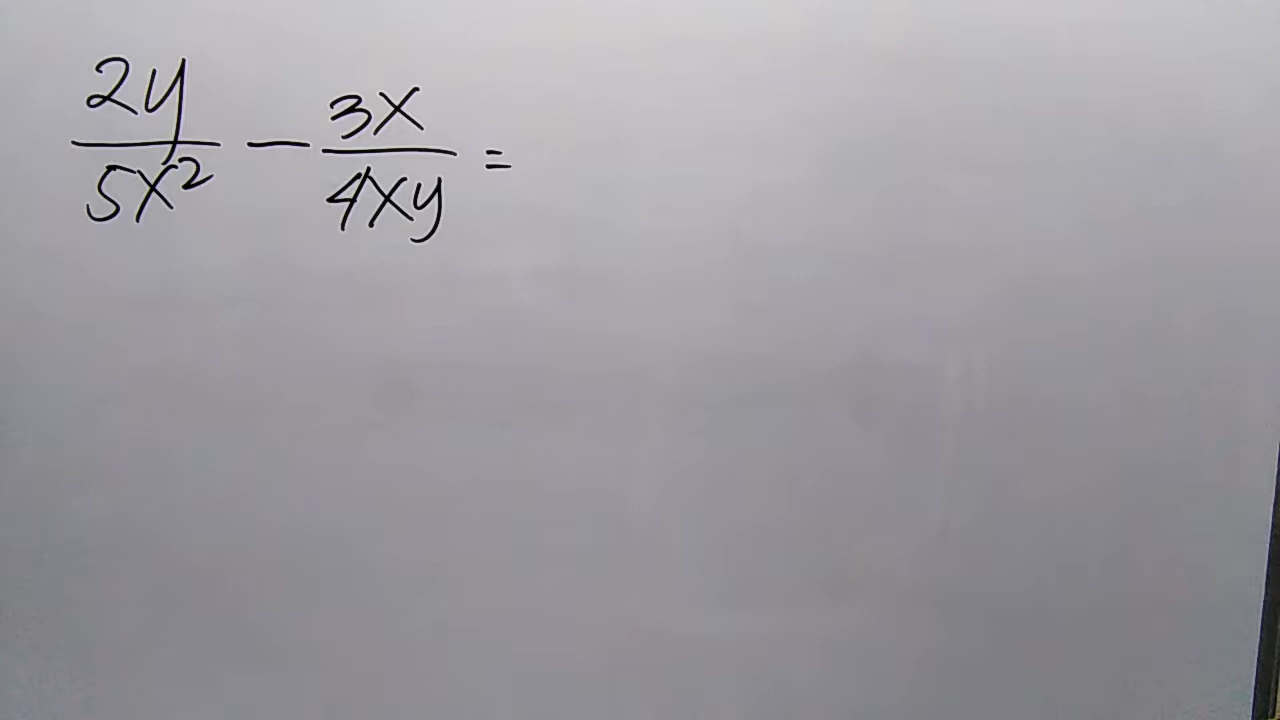 2y/5x² - 3x/4xy =